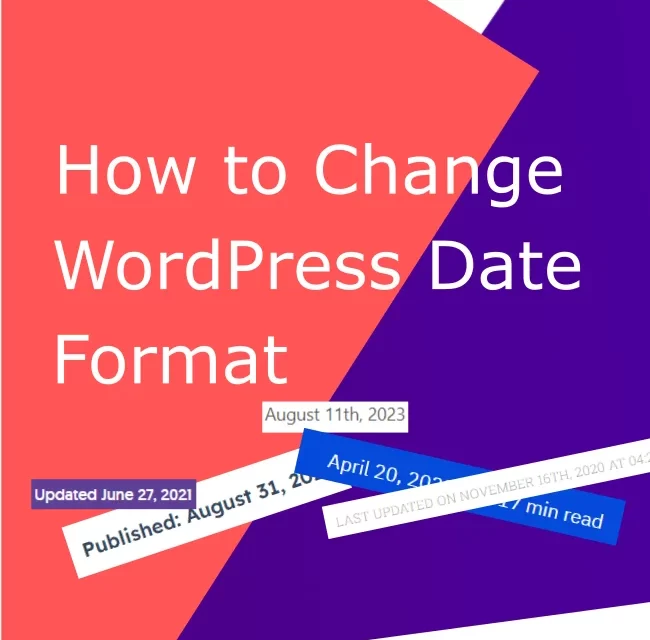 How to Change
WordPress Date
Format
August 11th, 2023
April 20, 17 min read
LAST UPDATED ON NOVEMBER 16TH, 2020 AT
Updated June 27, 2021
Published: August 31,